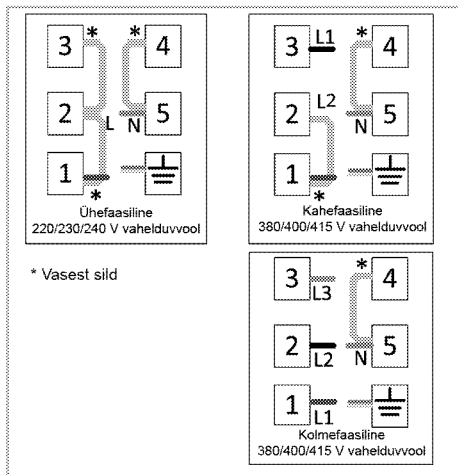 3 * * 4
2 L N 5
1 *
Ühefaasiline
220/230/240 V vahelduvvool
* Vasest sild
3 L1 * 4
2 L2 N 5
1 *
Kahefaasiline
380/400/415 V vahelduvvool
3 L3 * 4
2 L2 N 5
1 L1
Kolmefaasiline
380/400/415 V vahelduvvool